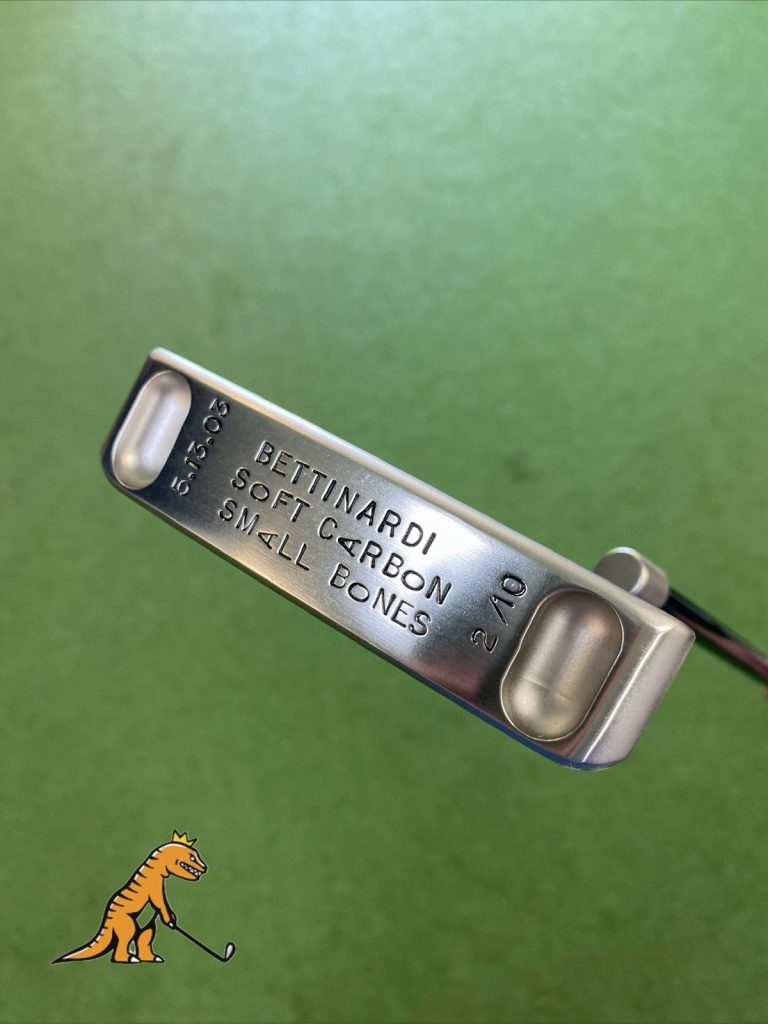 5.13.03
BETTINARDI
SOFT CARBON
SMALL BONES
2/10